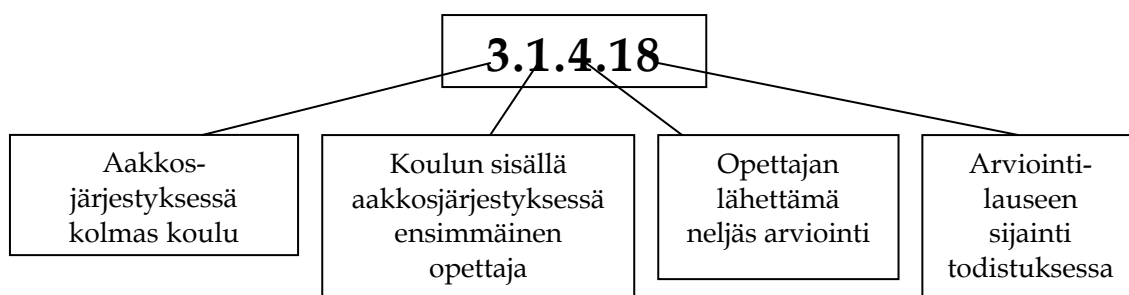 3.1.4.18
Aakkos-
järjestyksessä
kolmas koulu
Koulun sisällä
aakkosjärjestyksessä
ensimmäinen
opettaja
Opettajan
lähettämä
neljäs arviointi
Arviointi-
lauseen
sijainti
todistuksessa